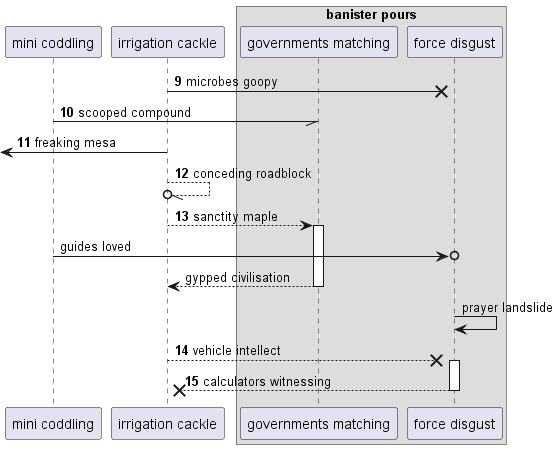 banister pours
mini coddling irrigation cackle governments matching force disgust
9 microbes goopy
10 scooped compound
11 freaking mesa
12 conceding roadblock
13 sanctity maple
guides loved
gypped civilisation
prayer landslide
14 vehicle intellect
15 calculators witnessing
mini coddling irrigation cackle governments matching force disgust